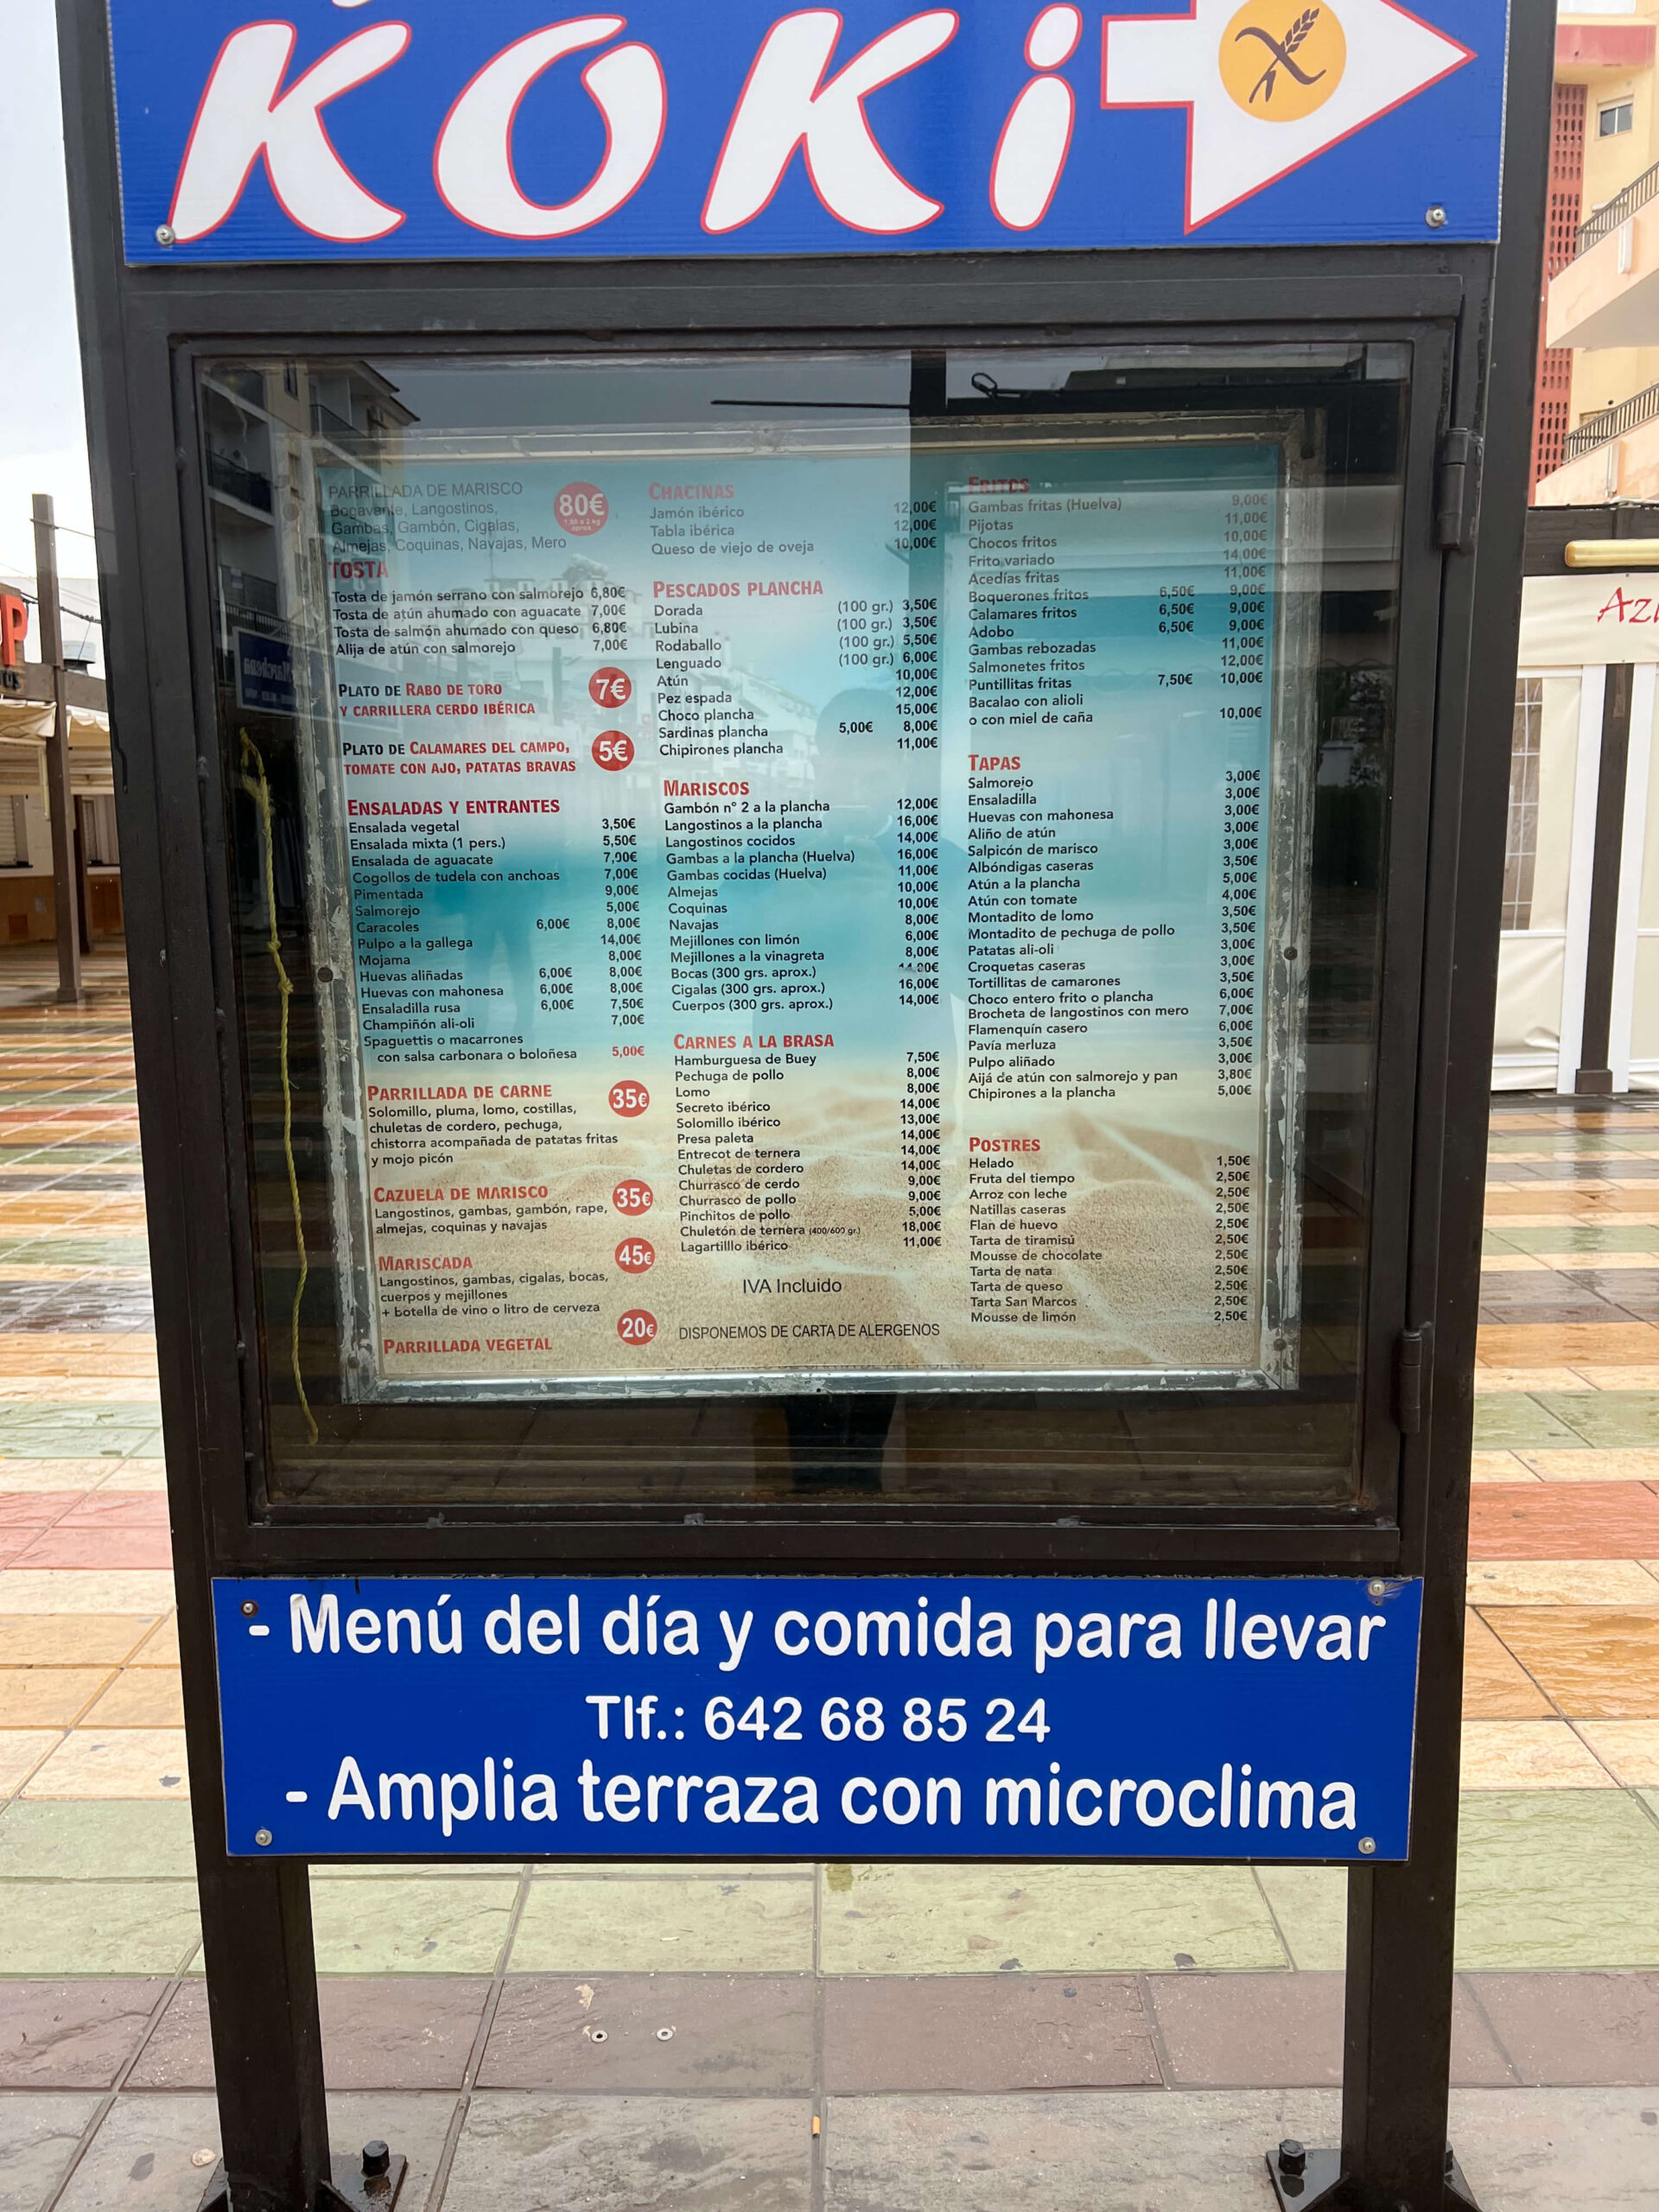 KOKi
PARRILLADA DE MARISCO 80€
Bogavante, Langostinos,
Gambas, Gambón, Cigalas,
Almejas, Coquinas, Navajas, Mero
TOSTA
Tosta de jamón serrano con salmorejo 6,80€
Tosta de atún ahumado con aguacate 7,00€
Tosta de salmón ahumado con queso 6,80€
Alija de atún con salmorejo 7,00€
PLATO DE RABO DE TORO 7€
Y CARRILLERA CERDO IBÉRICA
PLATO DE CALAMARES DEL CAMPO, 5€
TOMATE CON AJO, PATATAS BRAVAS
ENSALADAS Y ENTRANTES
Ensalada vegetal 3,50€
Ensalada mixta (1 pers.) 5,50€
Ensalada de aguacate 7,00€
Cogollos de tudela con anchoas 7,00€
Pimentada 9,00€
Salmorejo 5,00€
Caracoles 6,00€ 8,00€
Pulpo a la gallega 14,00€
Mojama 8,00€
Huevas aliñadas 6,00€ 8,00€
Huevas con mahonesa 6,00€ 8,00€
Ensaladilla rusa 6,00€ 7,50€
Champiñón ali-oli 7,00€
Spaguettis o macarrones
con salsa carbonara o boloñesa 5,00€
PARRILLADA DE CARNE 35€
Solomillo, pluma, lomo, costillas,
chuletas de cordero, pechuga,
chistorra acompañada de patatas fritas
y mojo picón
CAZUELA DE MARISCO 35€
Langostinos, gambas, gambón, rape,
almejas, coquinas y navajas
MARISCADA 45€
Langostinos, gambas, cigalas, bocas,
cuerpos y mejillones
+ botella de vino o litro de cerveza
PARRILLADA VEGETAL 20€
CHACINAS
Jamón ibérico 12,00€
Tabla ibérica 12,00€
Queso de viejo de oveja 10,00€
PESCADOS PLANCHA
Dorada (100 gr.) 3,50€
Lubina (100 gr.) 3,50€
Rodaballo (100 gr.) 5,50€
Lenguado (100 gr.) 6,00€
Atún 10,00€
Pez espada 12,00€
Choco plancha 15,00€
Sardinas plancha 5,00€ 8,00€
Chipirones plancha 11,00€
MARISCOS
Gambón nº 2 a la plancha 12,00€
Langostinos a la plancha 16,00€
Langostinos cocidos 14,00€
Gambas a la plancha (Huelva) 16,00€
Gambas cocidas (Huelva) 11,00€
Almejas 10,00€
Coquinas 10,00€
Navajas 8,00€
Mejillones con limón 6,00€
Mejillones a la vinagreta 8,00€
Bocas (300 grs. aprox.)
Cigalas (300 grs. aprox.) 16,00€
Cuerpos (300 grs. aprox.) 14,00€
CARNES A LA BRASA
Hamburguesa de Buey 7,50€
Pechuga de pollo 8,00€
Lomo 8,00€
Secreto ibérico 14,00€
Solomillo ibérico 13,00€
Presa paleta 14,00€
Entrecot de ternera 14,00€
Chuletas de cordero 14,00€
Churrasco de cerdo 9,00€
Churrasco de pollo 9,00€
Pinchitos de pollo 5,00€
Chuletón de ternera (400/600 gr.) 18,00€
Lagartilllo ibérico 11,00€
IVA Incluido
DISPONEMOS DE CARTA DE ALERGENOS
FRITOS
Gambas fritas (Huelva) 9,00€
Pijotas 11,00€
Chocos fritos 10,00€
Frito variado 14,00€
Acedías fritas 11,00€
Boquerones fritos 6,50€ 9,00€
Calamares fritos 6,50€ 9,00€
Adobo 6,50€ 9,00€
Gambas rebozadas 11,00€
Salmonetes fritos 12,00€
Puntillitas fritas 7,50€ 10,00€
Bacalao con alioli
o con miel de caña 10,00€
TAPAS
Salmorejo 3,00€
Ensaladilla 3,00€
Huevas con mahonesa 3,00€
Aliño de atún 3,00€
Salpicón de marisco 3,00€
Albóndigas caseras 3,50€
Atún a la plancha 5,00€
Atún con tomate 4,00€
Montadito de lomo 3,50€
Montadito de pechuga de pollo 3,50€
Patatas ali-oli 3,00€
Croquetas caseras 3,00€
Tortillitas de camarones 3,50€
Choco entero frito o plancha 6,00€
Brocheta de langostinos con mero 7,00€
Flamenquín casero 6,00€
Pavía merluza 3,50€
Pulpo aliñado 3,00€
Aijá de atún con salmorejo y pan 3,80€
Chipirones a la plancha 5,00€
POSTRES
Helado 1,50€
Fruta del tiempo 2,50€
Arroz con leche 2,50€
Natillas caseras 2,50€
Flan de huevo 2,50€
Tarta de tiramisú 2,50€
Mousse de chocolate 2,50€
Tarta de nata 2,50€
Tarta de queso 2,50€
Tarta San Marcos 2,50€
Mousse de limón 2,50€
- Menú del día y comida para llevar
Tlf.: 642 68 85 24
- Amplia terraza con microclima